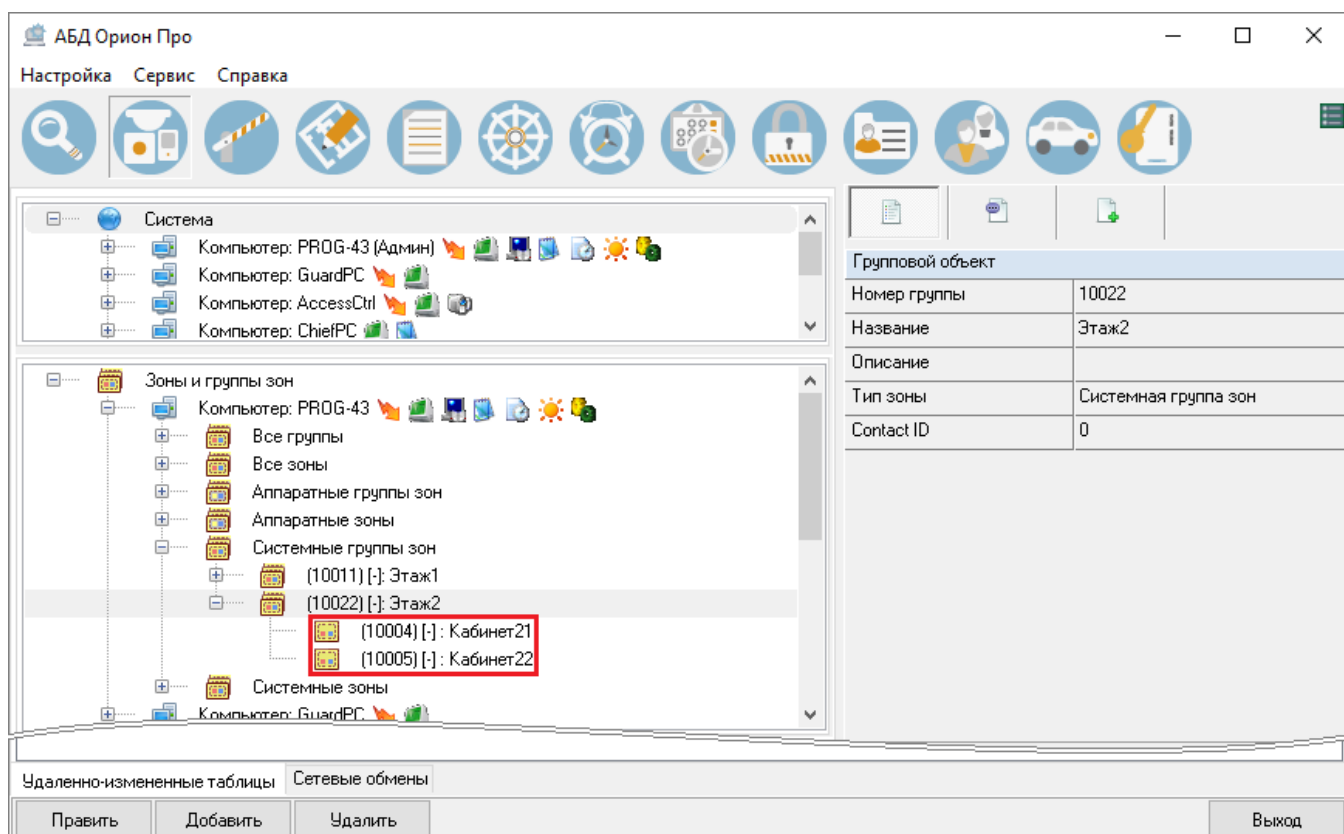 АБД Орион Про
Настройка Сервис Справка
Система
Компьютер: PROG-43 (Админ)
Компьютер: GuardPC
Компьютер: AccessCtrl
Компьютер: ChiefPC
Зоны и группы зон
Компьютер: PROG-43
Все группы
Все зоны
Аппаратные группы зон
Аппаратные зоны
Системные группы зон
(10011) [-]: Этаж1
(10022) [-]: Этаж2
(10004) [-] : Кабинет21
(10005) [-] : Кабинет22
Системные зоны
Компьютер: GuardPC
Групповой объект
Номер группы 10022
Название Этаж2
Описание
Тип зоны Системная группа зон
Contact ID 0
Удаленно-измененные таблицы Сетевые обмены
Править Добавить Удалить Выход